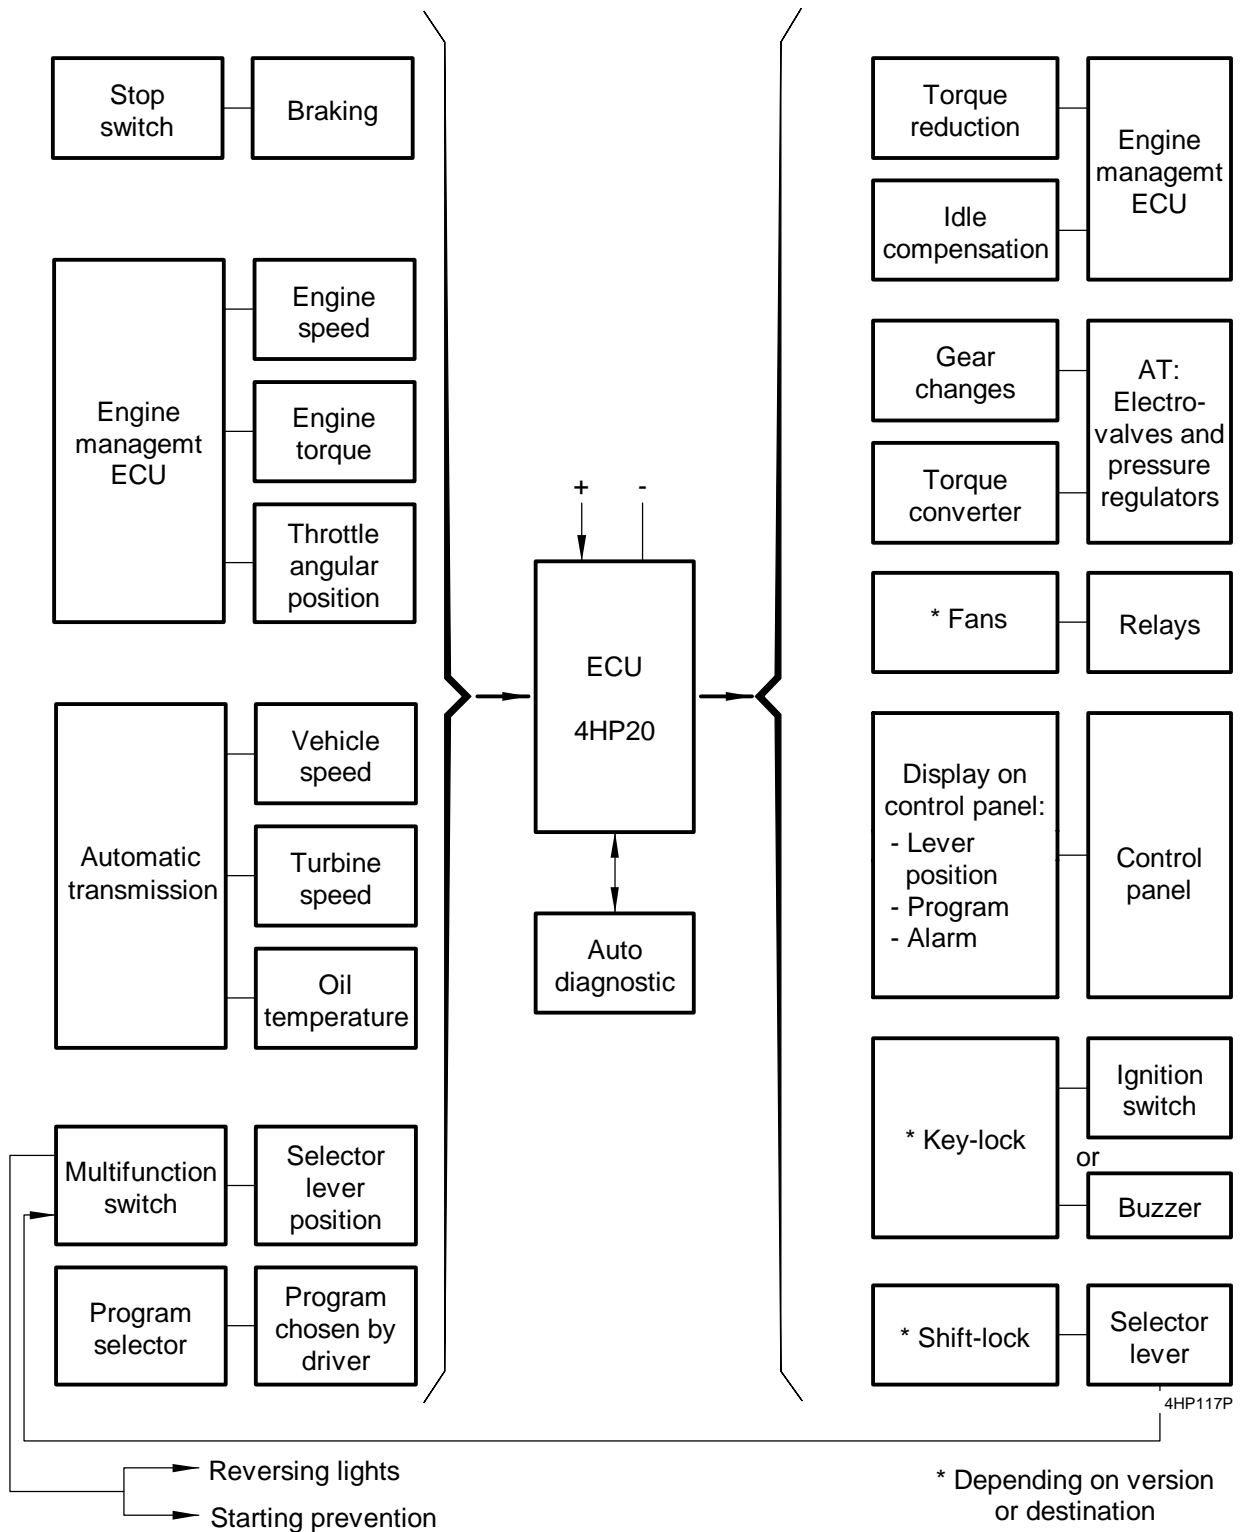 Stop
switch
Braking
Engine
managemt
ECU
Engine
speed
Engine
torque
Throttle
angular
position
Automatic
transmission
Vehicle
speed
Turbine
speed
Oil
temperature
Multifunction
switch
Selector
lever
position
Program
selector
Program
chosen by
driver
+ -
ECU
4HP20
Auto
diagnostic
Torque
reduction
Idle
compensation
Engine
managemt
ECU
Gear
changes
Torque
converter
AT:
Electro-
valves and
pressure
regulators
* Fans
Relays
Display on
control panel:
- Lever
position
- Program
- Alarm
Control
panel
* Key-lock
Ignition
switch
or
Buzzer
* Shift-lock
Selector
lever
4HP117P
Reversing lights
Starting prevention
* Depending on version
or destination